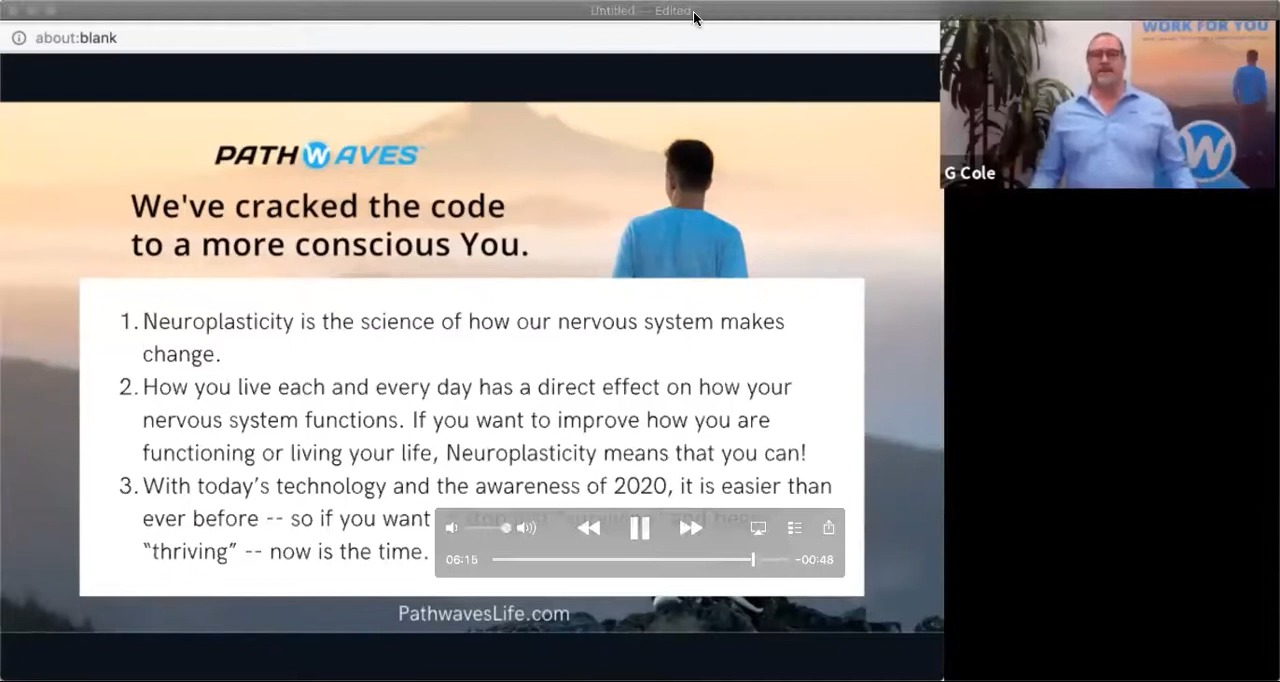 Untitled — Edited
about:blank
WORK FOR YOU
W
G Cole
PATHWAVES
We've cracked the code
to a more conscious You.
1. Neuroplasticity is the science of how our nervous system makes
change.
2. How you live each and every day has a direct effect on how your
nervous system functions. If you want to improve how you are
functioning or living your life, Neuroplasticity means that you can!
3. With today's technology and the awareness of 2020, it is easier than
ever before -- so if you want
"thriving" -- now is the time.
06:15
-00:48
PathwavesLife.com